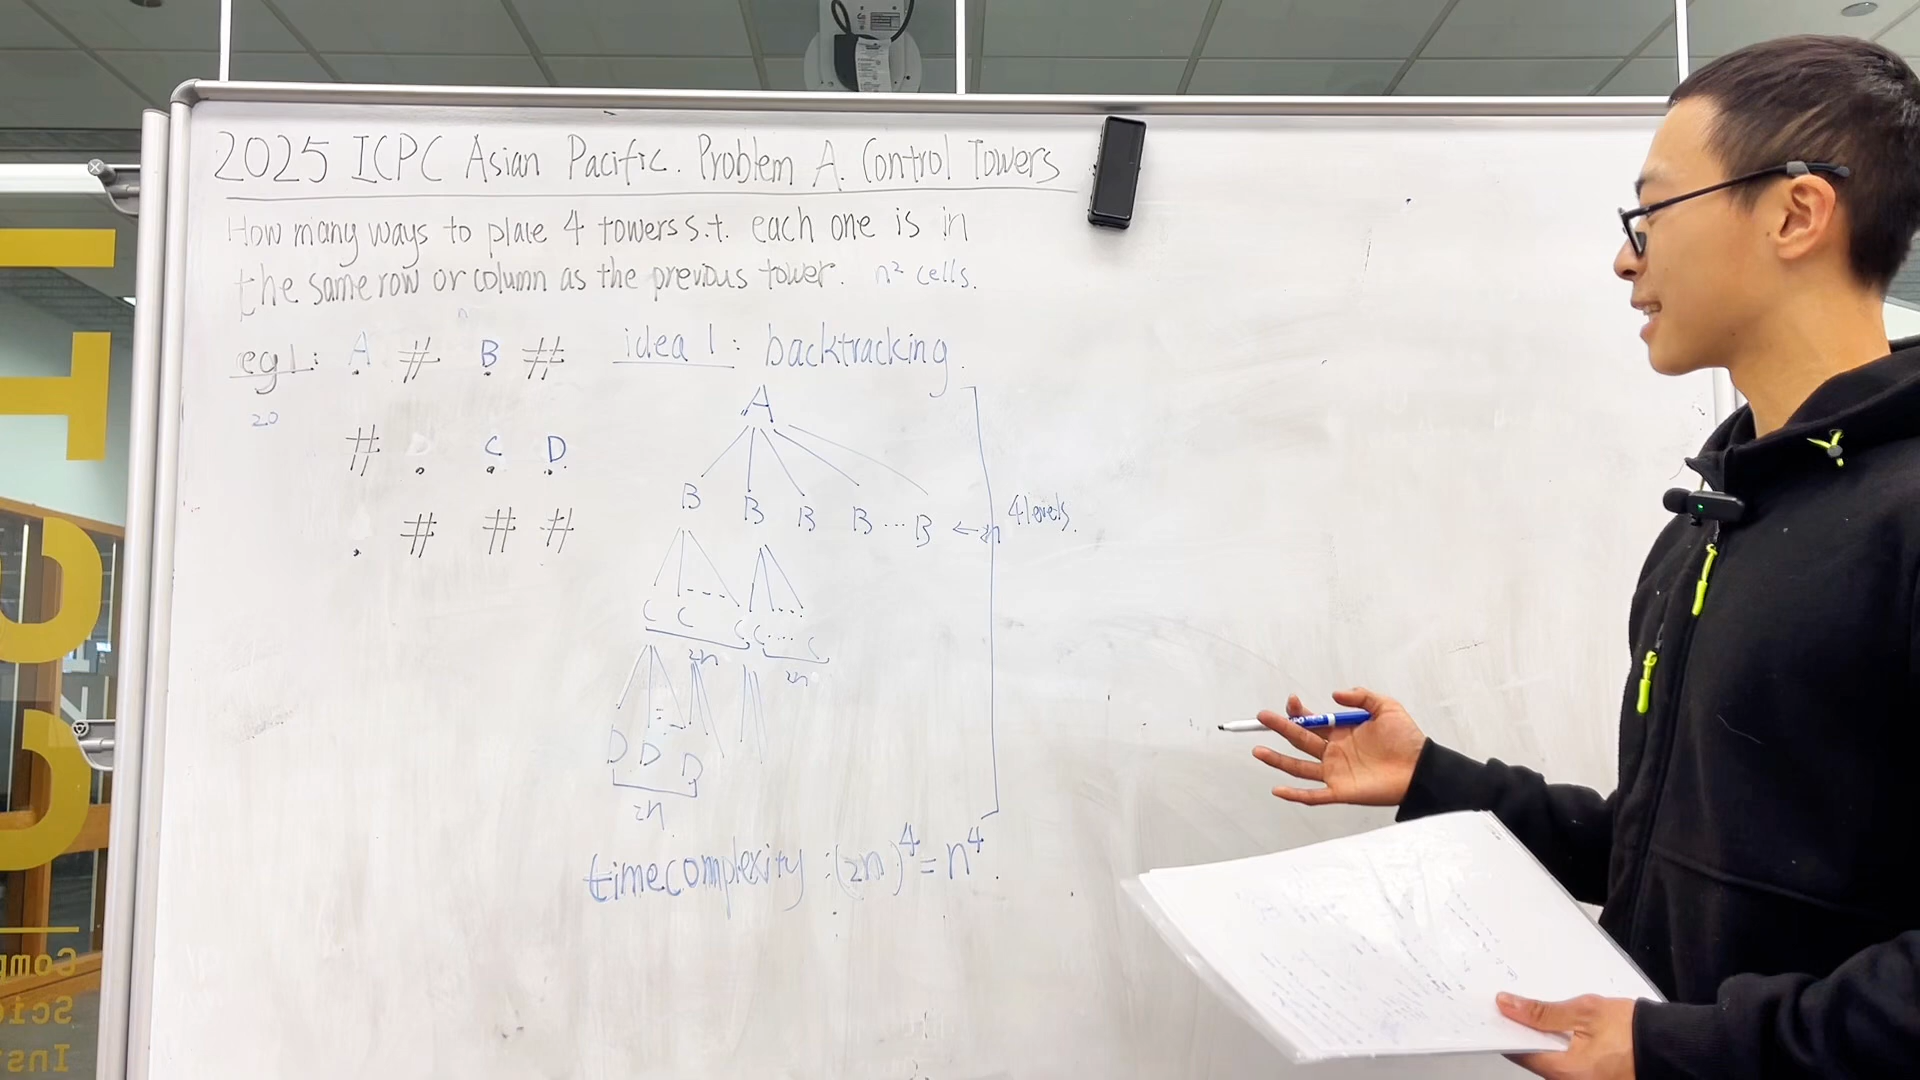 2025 ICPC Asian Pacific. Problem A. Control Towers
How many ways to place 4 towers s.t. each one is in
the same row or column as the previous tower. n² cells.
eg1: A # B #
20
# . C D
. # # #
idea 1: backtracking.
A
B B B B ... B ← 2n
4 levels.
C C C C ... C
2n 2n
D D D
2n
time complexity: (2n)⁴ = n⁴.